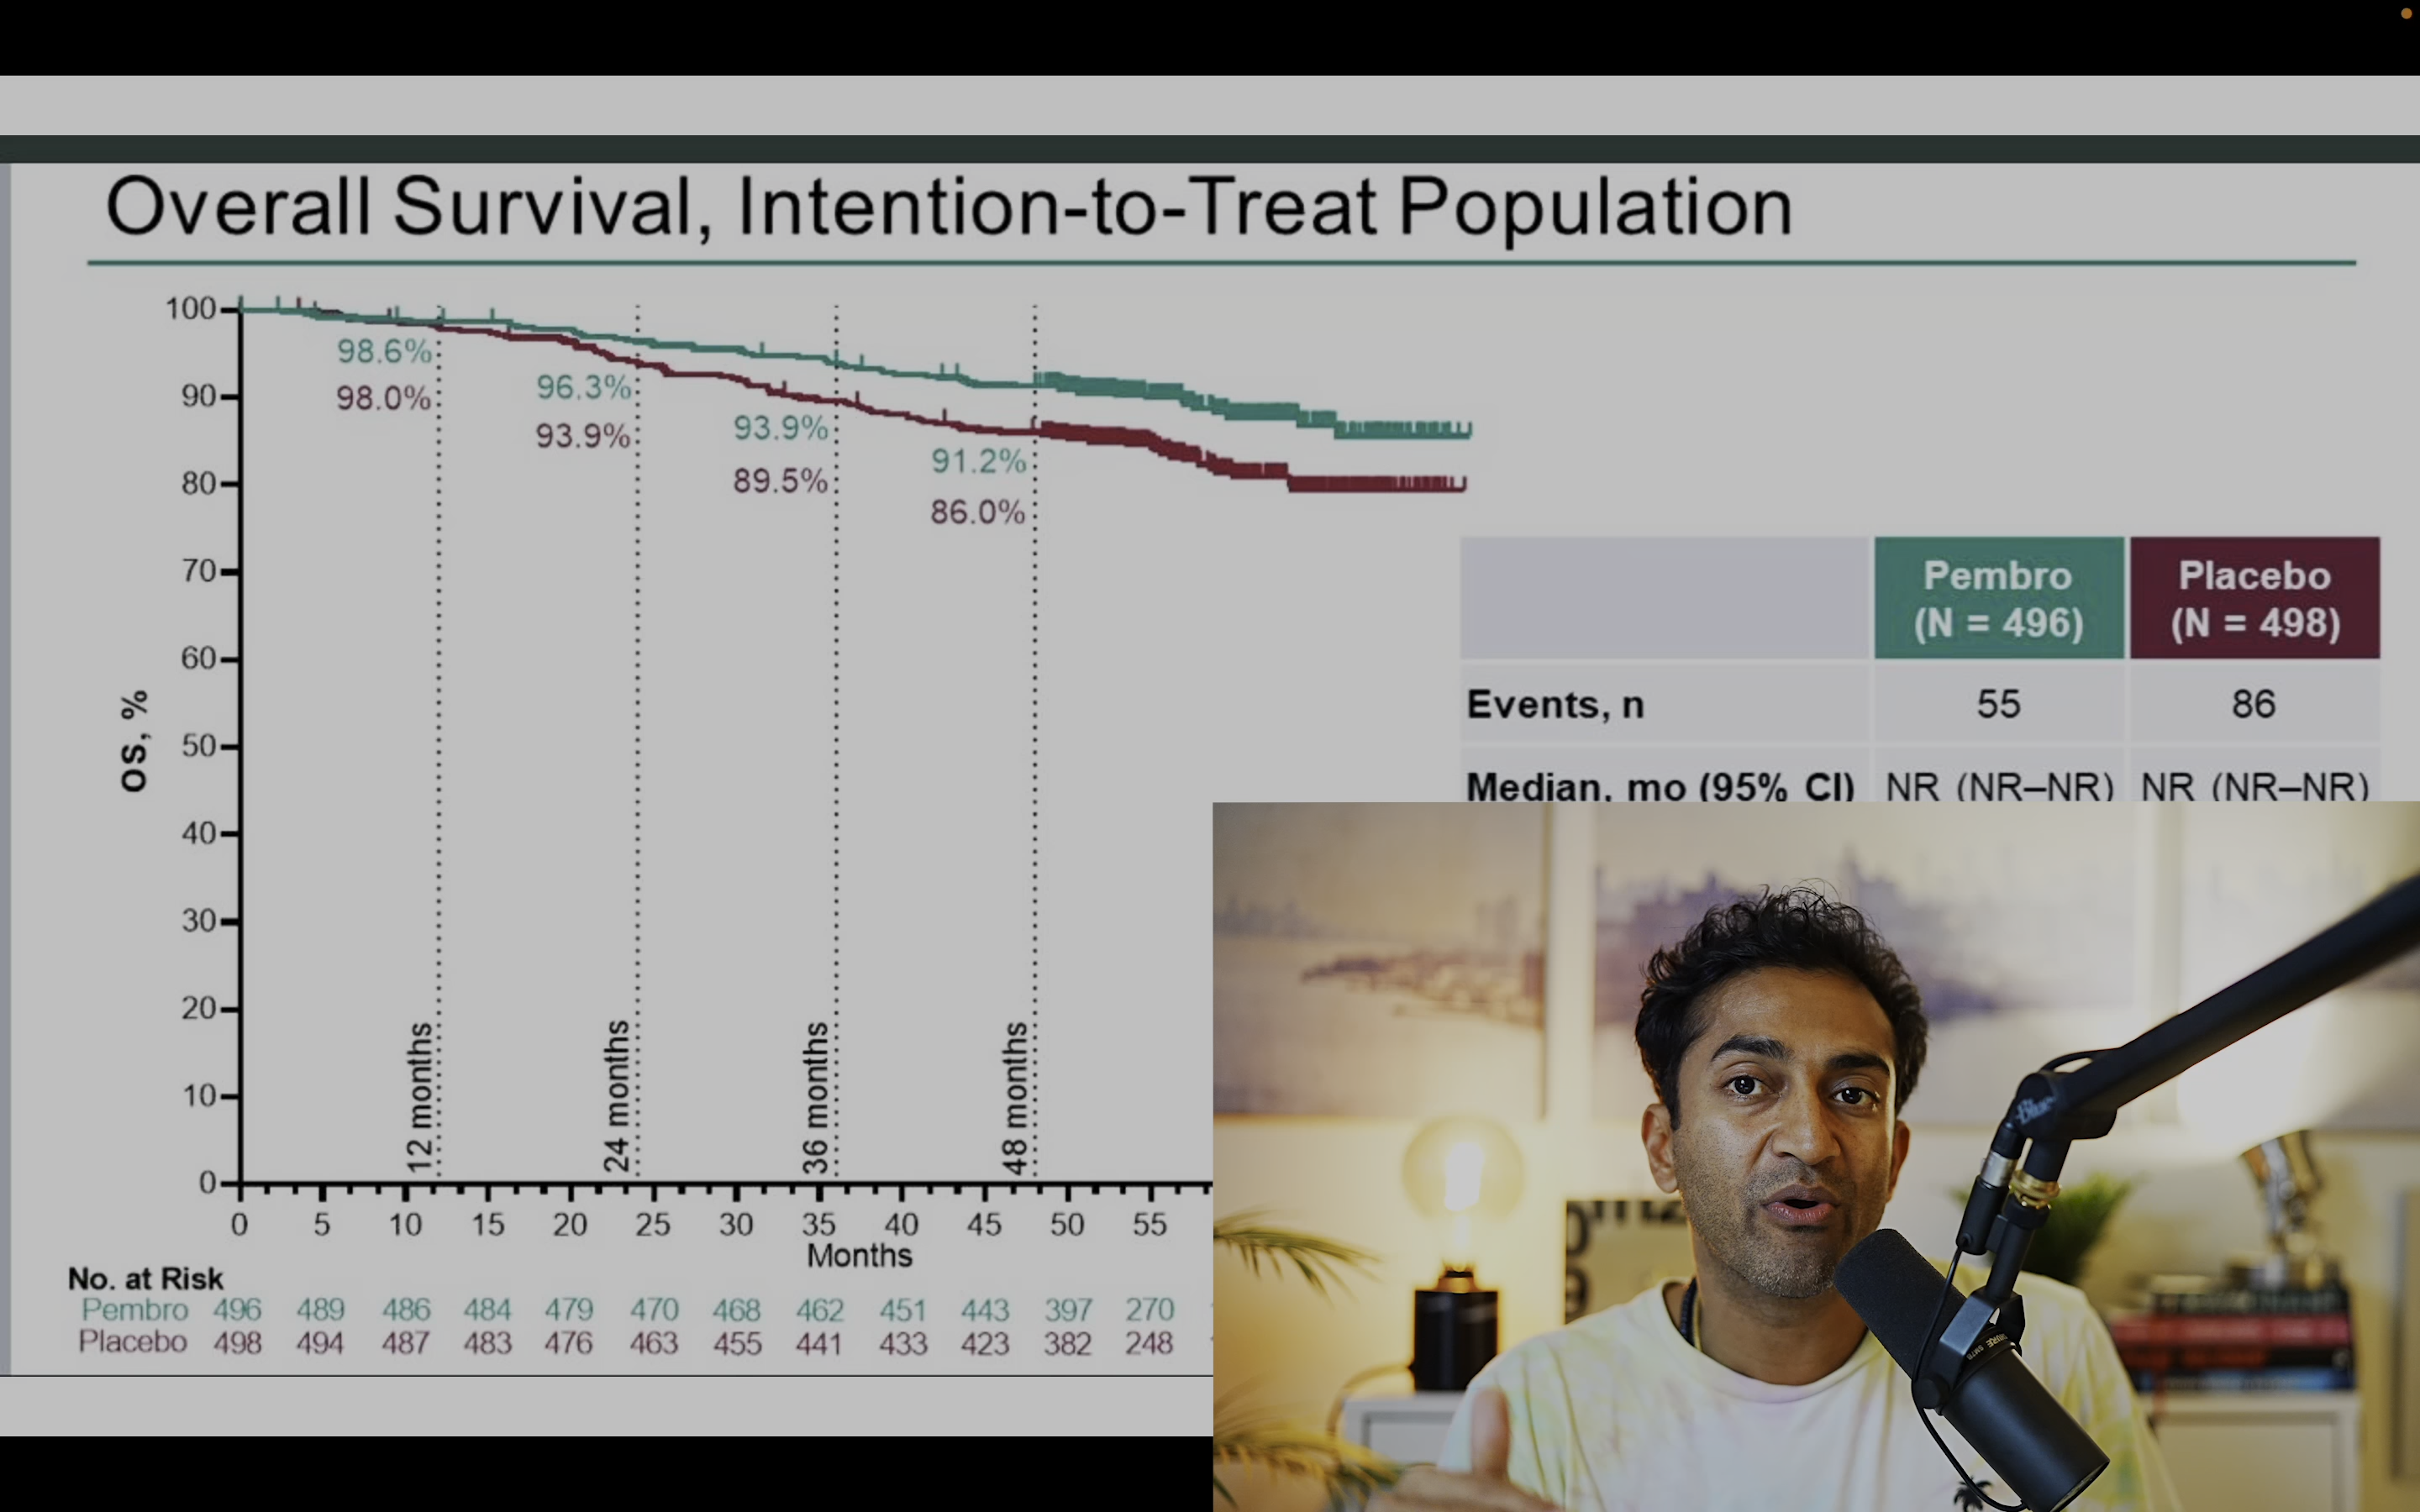 Overall Survival, Intention-to-Treat Population
100
90
80
70
60
50
40
30
20
10
0
OS, %
98.6%
98.0%
96.3%
93.9%
93.9%
89.5%
91.2%
86.0%
12 months
24 months
36 months
48 months
0 5 10 15 20 25 30 35 40 45 50 55
Months
No. at Risk
Pembro 496 489 486 484 479 470 468 462 451 443 397 270
Placebo 498 494 487 483 476 463 455 441 433 423 382 248
Pembro (N = 496)
Placebo (N = 498)
Events, n 55 86
Median, mo (95% CI) NR (NR–NR) NR (NR–NR)
Blue
SHURE SM7B